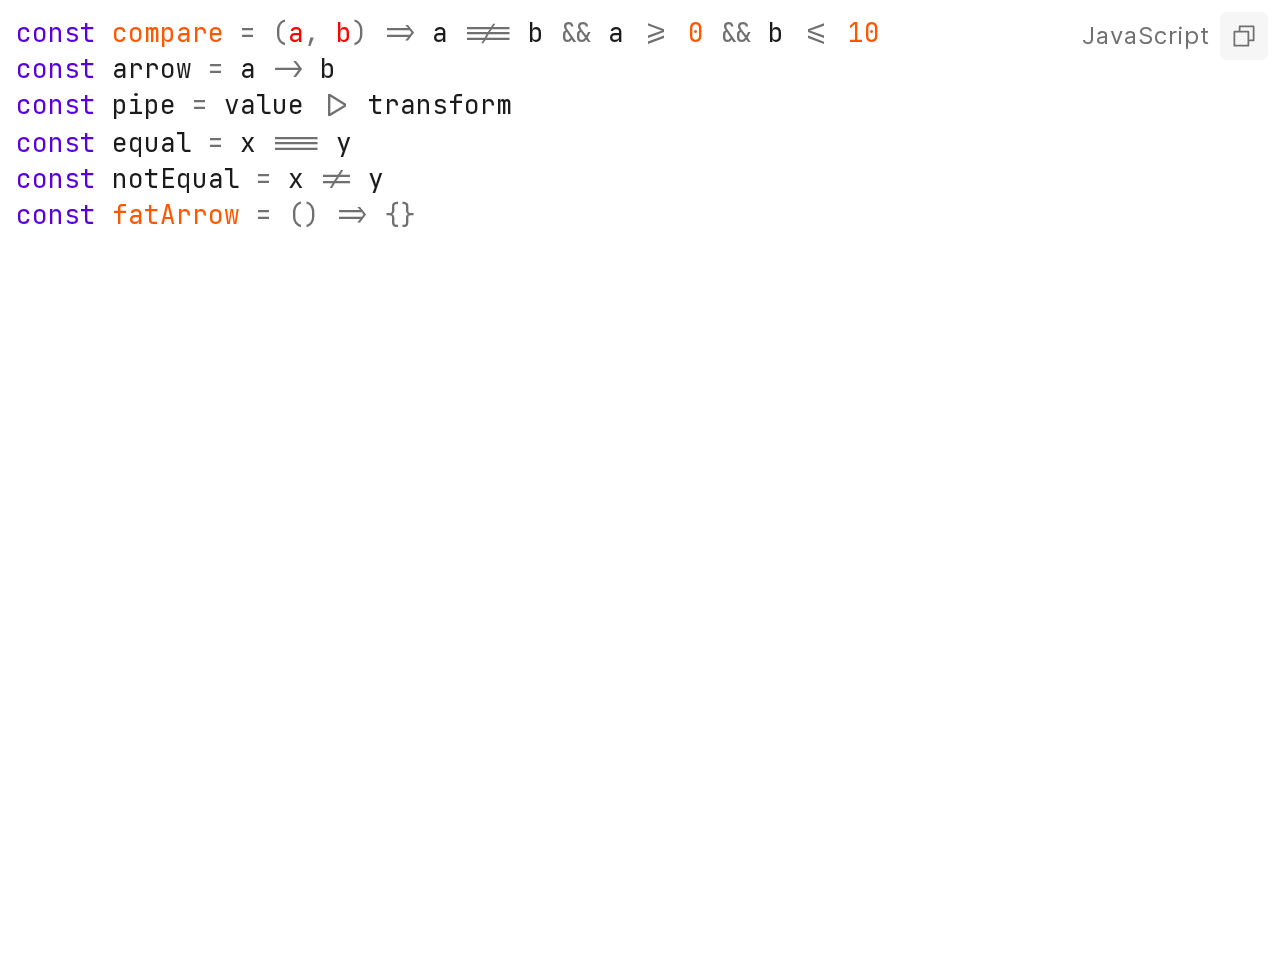 const compare = (a, b) => a !== b && a >= 0 && b <= 10
JavaScript
const arrow = a -> b
const pipe = value |> transform
const equal = x === y
const notEqual = x != y
const fatArrow = () => {}